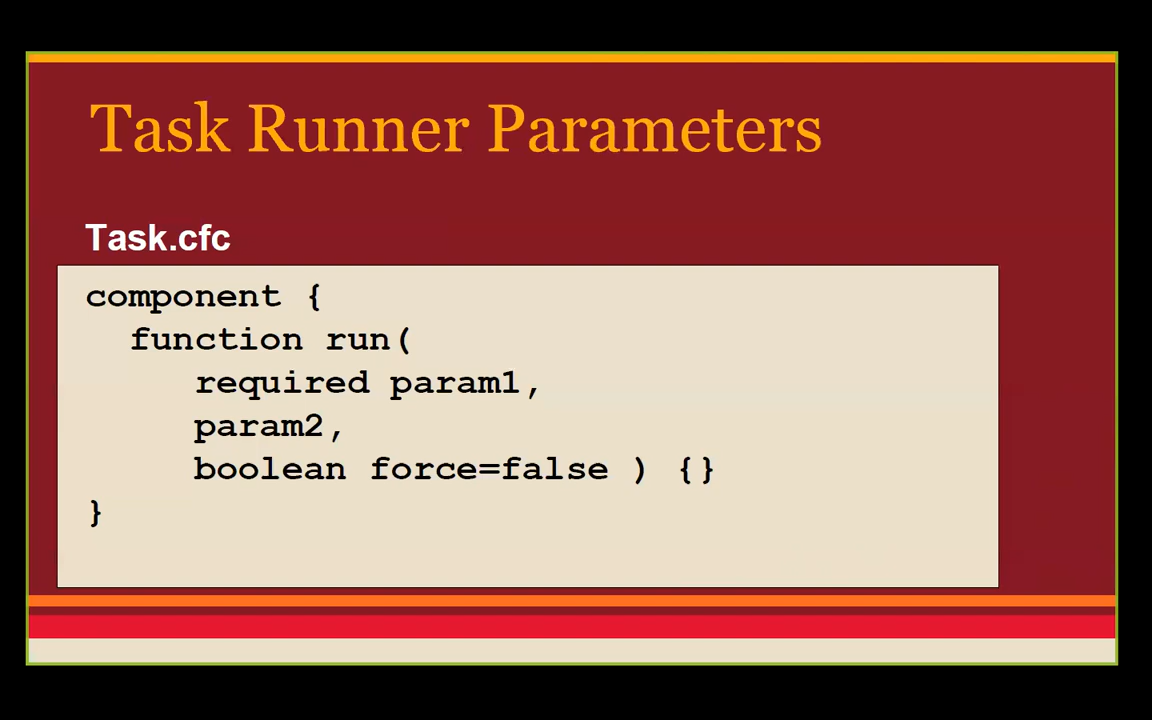 Task Runner Parameters
Task.cfc
component {
  function run(
     required param1,
     param2,
     boolean force=false ) {}
}